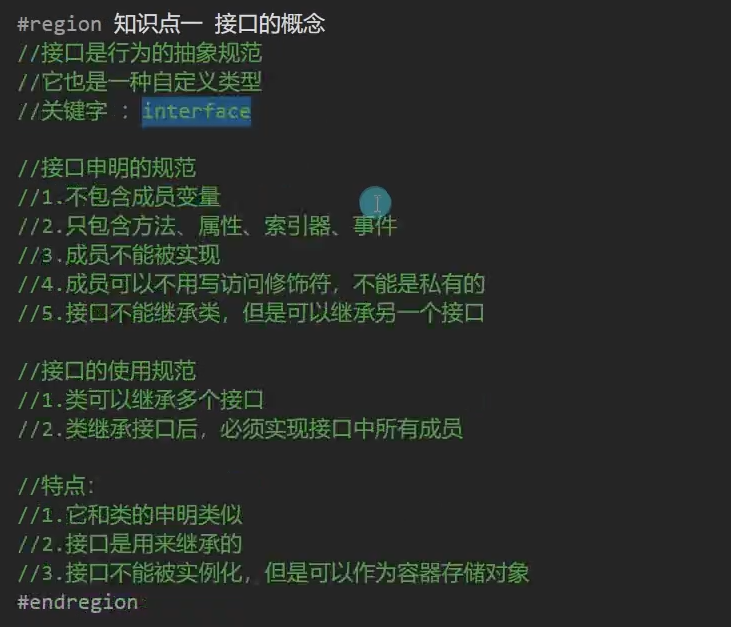 #region 知识点一 接口的概念
//接口是行为的抽象规范
//它也是一种自定义类型
//关键字 : interface
//接口申明的规范
//1.不包含成员变量
//2.只包含方法、属性、索引器、事件
//3.成员不能被实现
//4.成员可以不用写访问修饰符，不能是私有的
//5.接口不能继承类，但是可以继承另一个接口
//接口的使用规范
//1.类可以继承多个接口
//2.类继承接口后，必须实现接口中所有成员
//特点：
//1.它和类的申明类似
//2.接口是用来继承的
//3.接口不能被实例化，但是可以作为容器存储对象
#endregion